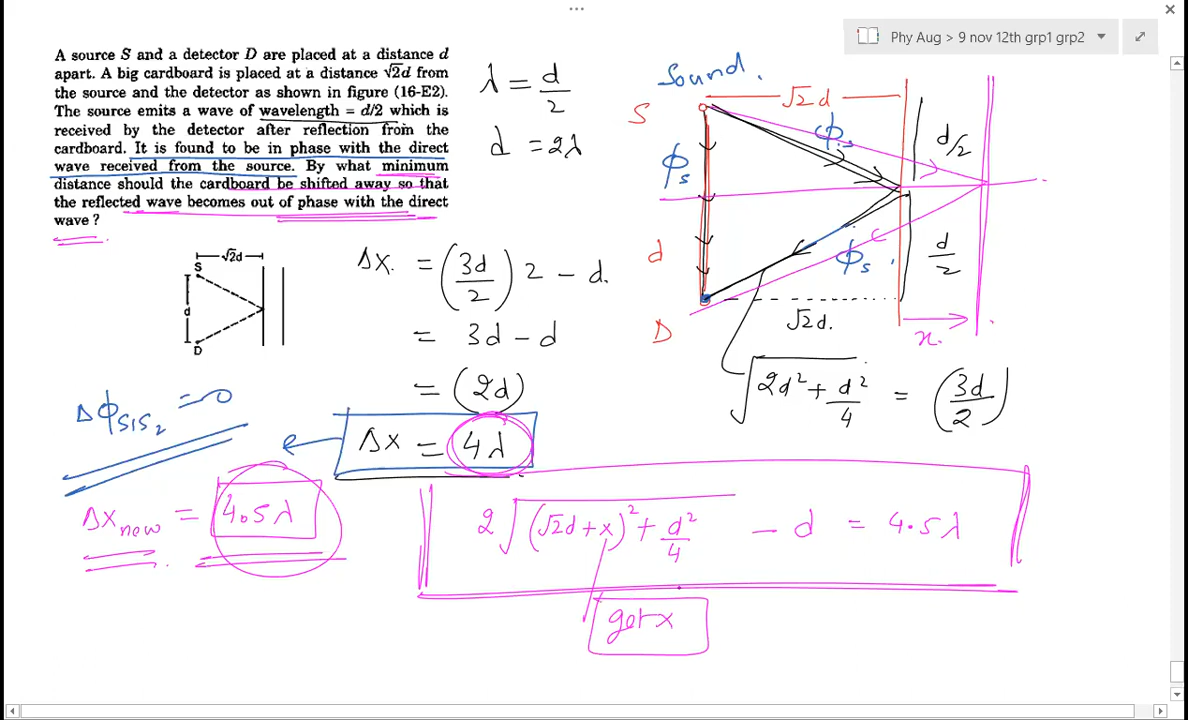 Phy Aug > 9 nov 12th grp1 grp2
A source S and a detector D are placed at a distance d
apart. A big cardboard is placed at a distance √2d from
the source and the detector as shown in figure (16-E2).
The source emits a wave of wavelength = d/2 which is
received by the detector after reflection from the
cardboard. It is found to be in phase with the direct
wave received from the source. By what minimum
distance should the cardboard be shifted away so that
the reflected wave becomes out of phase with the direct
wave ?
λ = d/2
d = 2λ
Sound.
S
√2d
ϕs
ϕs
d/2
d
d/2
ϕs
D
√2d.
x.
√2d
S
d
D
Δx. = (3d/2) 2 - d.
= 3d - d
= (2d)
Δx = 4λ
√(2d² + d²/4) = (3d/2)
Δϕ S1S2 = 0
Δx new = 4.5λ
2√((√2d + x)² + d²/4) - d = 4.5λ
get x